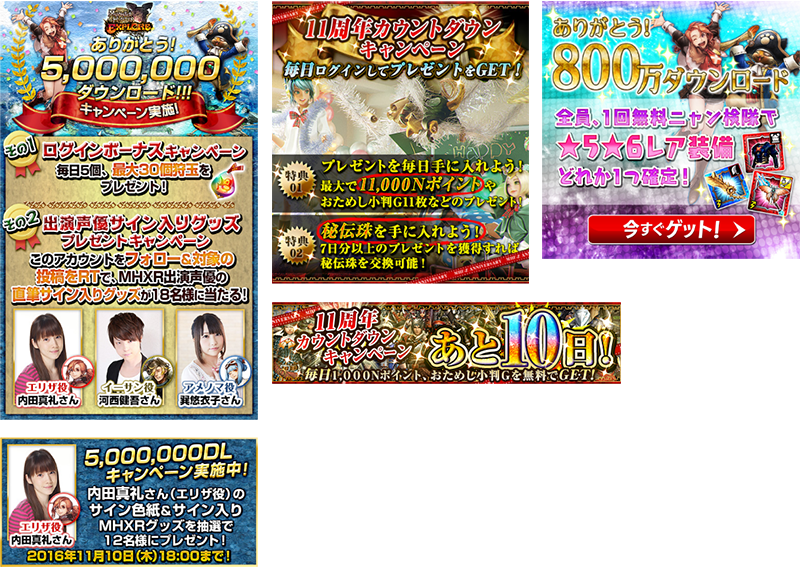 MONSTER HUNTER
EXPLORE
ありがとう!
5,000,000
ダウンロード!!!
キャンペーン実施!
その1
ログインボーナスキャンペーン
毎日5個、最大30個狩玉を
プレゼント!
その2
出演声優サイン入りグッズ
プレゼントキャンペーン
このアカウントをフォロー&対象の
投稿をRTで、MHXR出演声優の
直筆サイン入りグッズが18名様に当たる!
エリザ役
内田真礼さん
イーサン役
河西健吾さん
アメノマ役
巽悠衣子さん
5,000,000DL
キャンペーン実施中!
内田真礼さん(エリザ役)の
サイン色紙&サイン入り
MHXRグッズを抽選で
12名様にプレゼント!
2016年11月10日(木)18:00まで!
エリザ役
内田真礼さん
11周年カウントダウン
キャンペーン
毎日ログインしてプレゼントをGET!
HAPPY
特典
01
プレゼントを毎日手に入れよう!
最大で11,000Nポイントや
おためし小判G11枚などのプレゼント!
特典
02
秘伝珠を手に入れよう!
7日分以上のプレゼントを獲得すれば
秘伝珠を交換可能!
11周年
カウントダウン
キャンペーン
あと10日!
毎日1,000Nポイント、おためし小判Gを無料でGET!
ありがとう!
800万ダウンロード
全員、1回無料ニャン検隊で
★5★6レア装備
どれか1つ確定!
今すぐゲット!